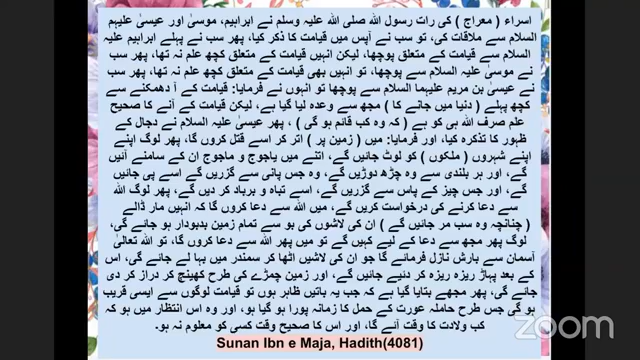 اسراء ( معراج ) کی رات رسول اللہ صلی اللہ علیہ وسلم نے ابراہیم، موسیٰ اور عیسیٰ علیہم
السلام سے ملاقات کی، تو سب نے آپس میں قیامت کا ذکر کیا، پھر سب نے پہلے ابراہیم علیہ
السلام سے قیامت کے متعلق پوچھا، لیکن انہیں قیامت کے متعلق کچھ علم نہ تھا، پھر سب
نے موسیٰ علیہ السلام سے پوچھا، تو انہیں بھی قیامت کے متعلق کچھ علم نہ تھا، پھر سب
نے عیسیٰ بن مریم علیہما السلام سے پوچھا تو انہوں نے فرمایا: قیامت کے آ دھمکنے سے
کچھ پہلے ( دنیا میں جانے کا ) مجھ سے وعدہ لیا گیا ہے، لیکن قیامت کے آنے کا صحیح
علم صرف اللہ ہی کو ہے ( کہ وہ کب قائم ہو گی ) ، پھر عیسیٰ علیہ السلام نے دجال کے
ظہور کا تذکرہ کیا، اور فرمایا: میں ( زمین پر ) اتر کر اسے قتل کروں گا، پھر لوگ اپنے
اپنے شہروں ( ملکوں ) کو لوٹ جائیں گے، اتنے میں یاجوج و ماجوج ان کے سامنے آئیں
گے، اور ہر بلندی سے وہ چڑھ دوڑیں گے، وہ جس پانی سے گزریں گے اسے پی جائیں
گے، اور جس چیز کے پاس سے گزریں گے، اسے تباہ و برباد کر دیں گے، پھر لوگ اللہ
سے دعا کرنے کی درخواست کریں گے، میں اللہ سے دعا کروں گا کہ انہیں مار ڈالے
( چنانچہ وہ سب مر جائیں گے ) ان کی لاشوں کی بو سے تمام زمین بدبودار ہو جائے گی،
لوگ پھر مجھ سے دعا کے لیے کہیں گے تو میں پھر اللہ سے دعا کروں گا، تو اللہ تعالیٰ
آسمان سے بارش نازل فرمائے گا جو ان کی لاشیں اٹھا کر سمندر میں بہا لے جائے گی، اس
کے بعد پہاڑ ریزہ ریزہ کر دئیے جائیں گے، اور زمین چمڑے کی طرح کھینچ کر دراز کر دی
جائے گی، پھر مجھے بتایا گیا ہے کہ جب یہ باتیں ظاہر ہوں تو قیامت لوگوں سے ایسی قریب
ہو گی جس طرح حاملہ عورت کے حمل کا زمانہ پورا ہو گیا ہو، اور وہ اس انتظار میں ہو کہ
کب ولادت کا وقت آئے گا، اور اس کا صحیح وقت کسی کو معلوم نہ ہو۔
Sunan Ibn e Maja, Hadith(4081)
zoom